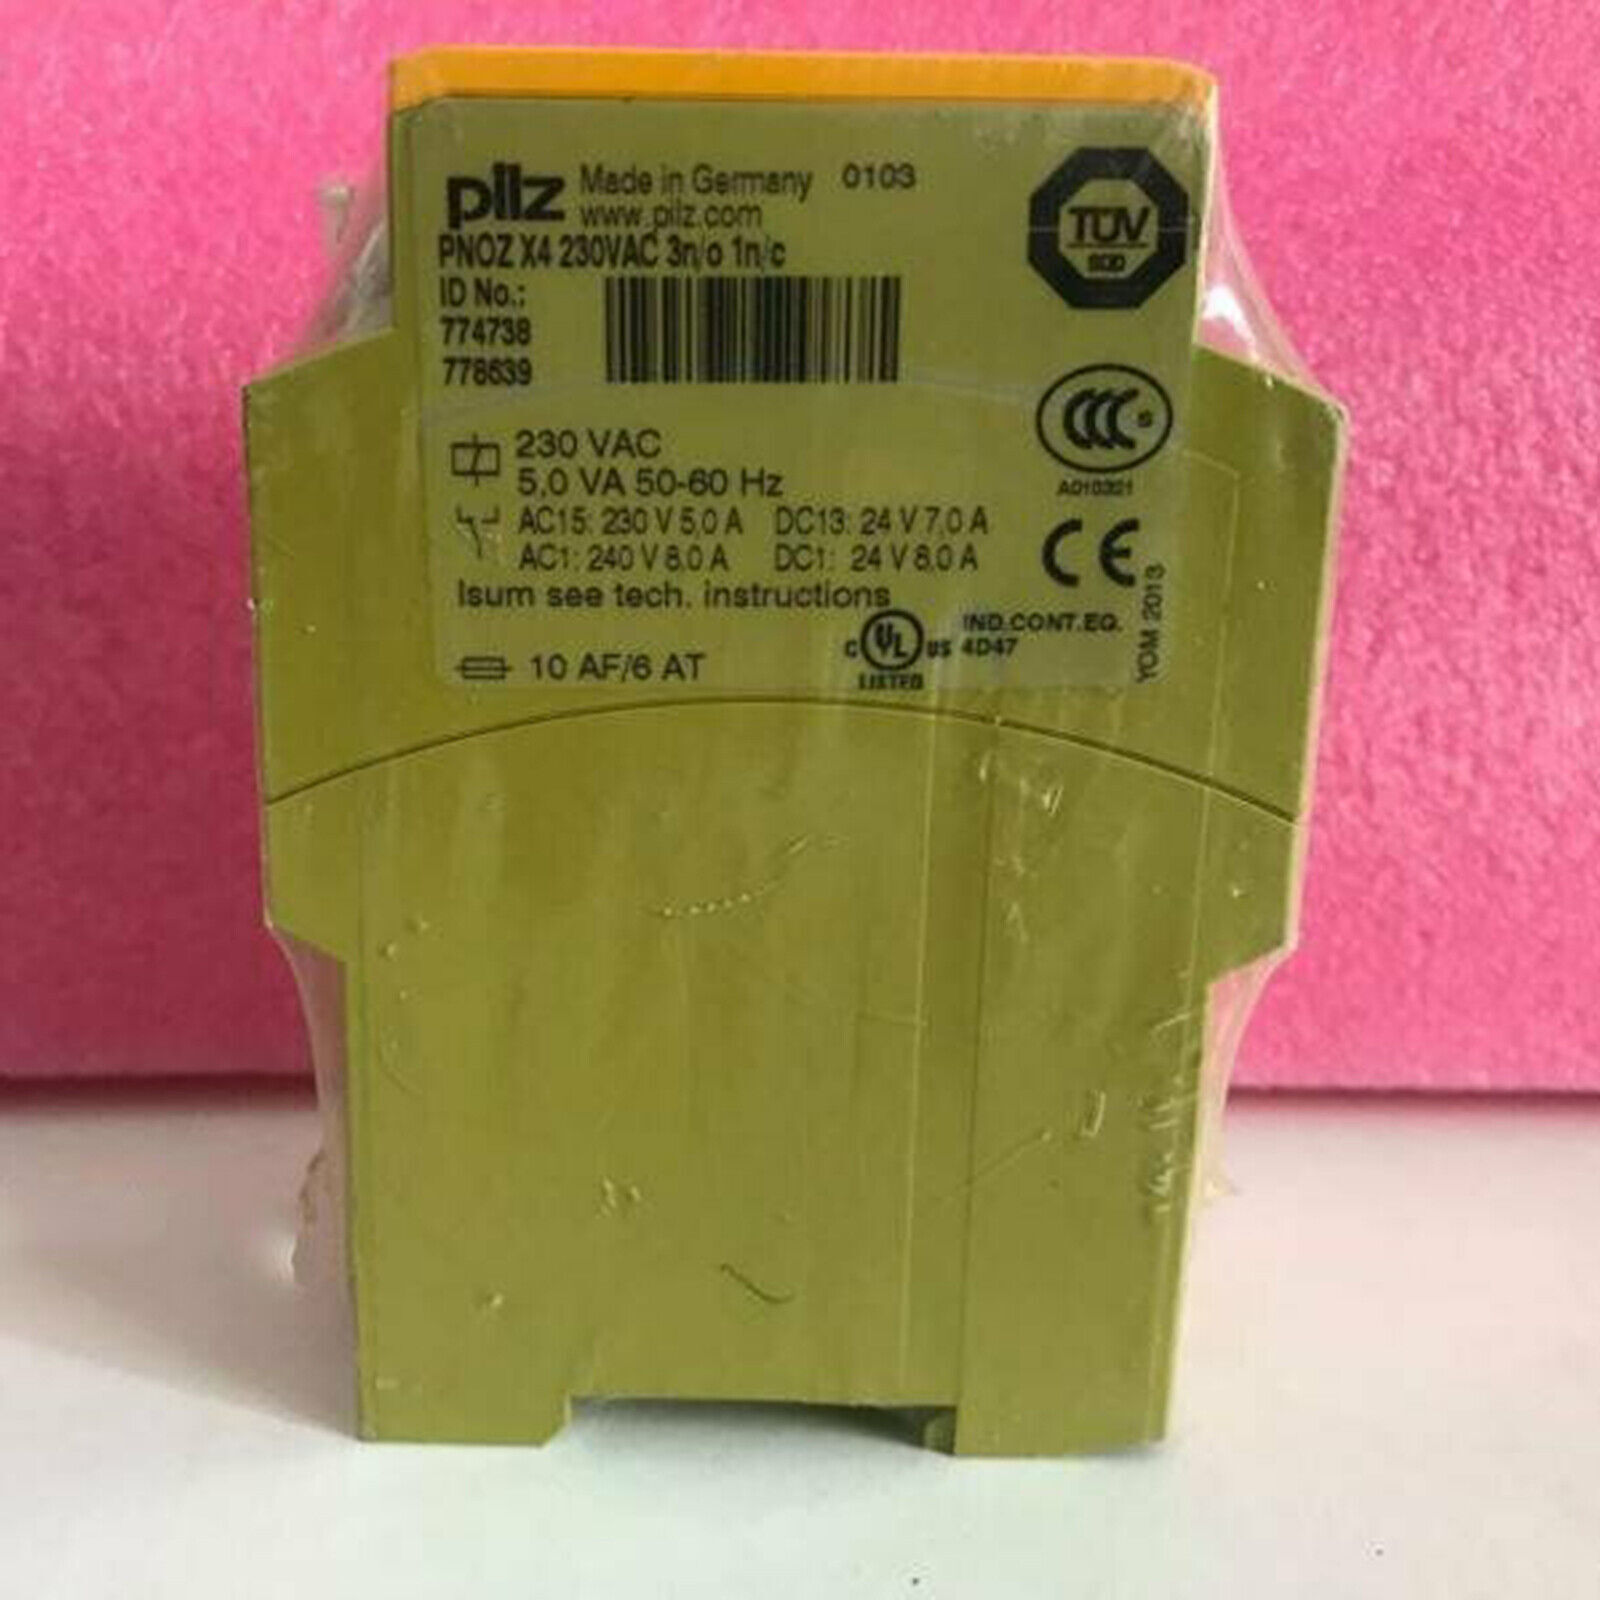 pilz Made in Germany 0103
www.pilz.com
PNOZ X4 230VAC 3n/o 1n/c
ID No.:
774738
778639
TÜV
SÜD
230 VAC
5,0 VA 50-60 Hz
CCC S
A010301
AC15: 230 V 5,0 A DC13: 24 V 7,0 A
AC1: 240 V 8.0 A DC1: 24 V 8,0 A
CE
Isum see tech. instructions
YOM 2013
C UL US IND.CONT.EQ.
4D47
LISTED
10 AF/6 AT